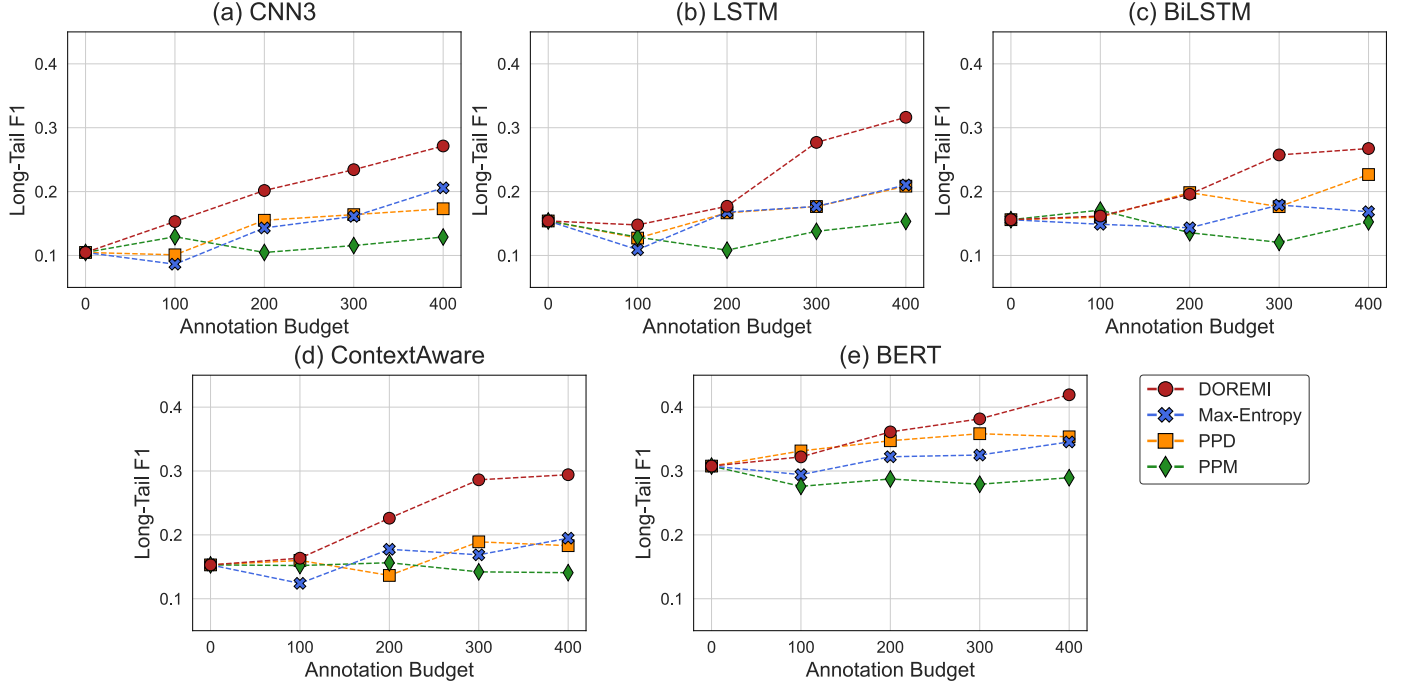 (a) CNN3
Long-Tail F1
0.4
0.3
0.2
0.1
0 100 200 300 400
Annotation Budget
(b) LSTM
Long-Tail F1
0.4
0.3
0.2
0.1
0 100 200 300 400
Annotation Budget
(c) BiLSTM
Long-Tail F1
0.4
0.3
0.2
0.1
0 100 200 300 400
Annotation Budget
(d) ContextAware
Long-Tail F1
0.4
0.3
0.2
0.1
0 100 200 300 400
Annotation Budget
(e) BERT
Long-Tail F1
0.4
0.3
0.2
0.1
0 100 200 300 400
Annotation Budget
DOREMI
Max-Entropy
PPD
PPM